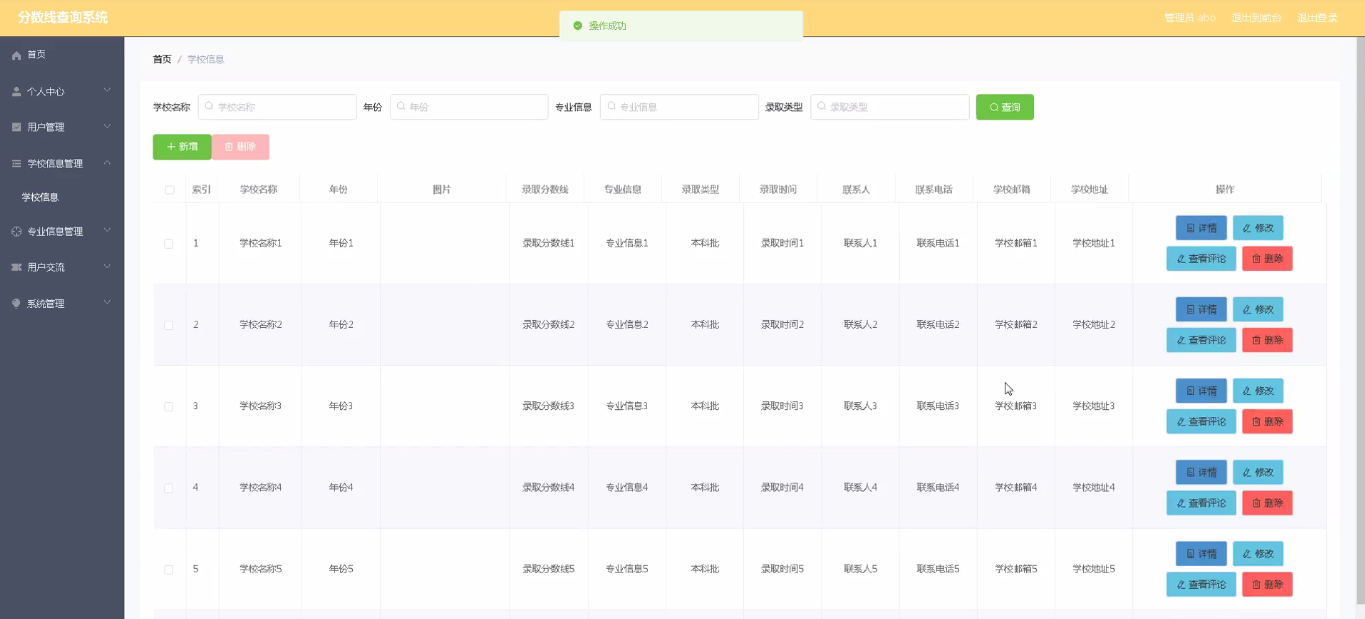 分数线查询系统
操作成功
管理员 abo 退出到前台 退出登录
首页
个人中心
用户管理
学校信息管理
学校信息
专业信息管理
用户交流
系统管理
首页 / 学校信息
学校名称 学校名称 年份 年份 专业信息 专业信息 录取类型 录取类型 查询
+ 新增 删除
索引 学校名称 年份 图片 录取分数线 专业信息 录取类型 录取时间 联系人 联系电话 学校邮箱 学校地址 操作
1 学校名称1 年份1 录取分数线1 专业信息1 本科批 录取时间1 联系人1 联系电话1 学校邮箱1 学校地址1
详情 修改
查看评论 删除
2 学校名称2 年份2 录取分数线2 专业信息2 本科批 录取时间2 联系人2 联系电话2 学校邮箱2 学校地址2
详情 修改
查看评论 删除
3 学校名称3 年份3 录取分数线3 专业信息3 本科批 录取时间3 联系人3 联系电话3 学校邮箱3 学校地址3
详情 修改
查看评论 删除
4 学校名称4 年份4 录取分数线4 专业信息4 本科批 录取时间4 联系人4 联系电话4 学校邮箱4 学校地址4
详情 修改
查看评论 删除
5 学校名称5 年份5 录取分数线5 专业信息5 本科批 录取时间5 联系人5 联系电话5 学校邮箱5 学校地址5
详情 修改
查看评论 删除